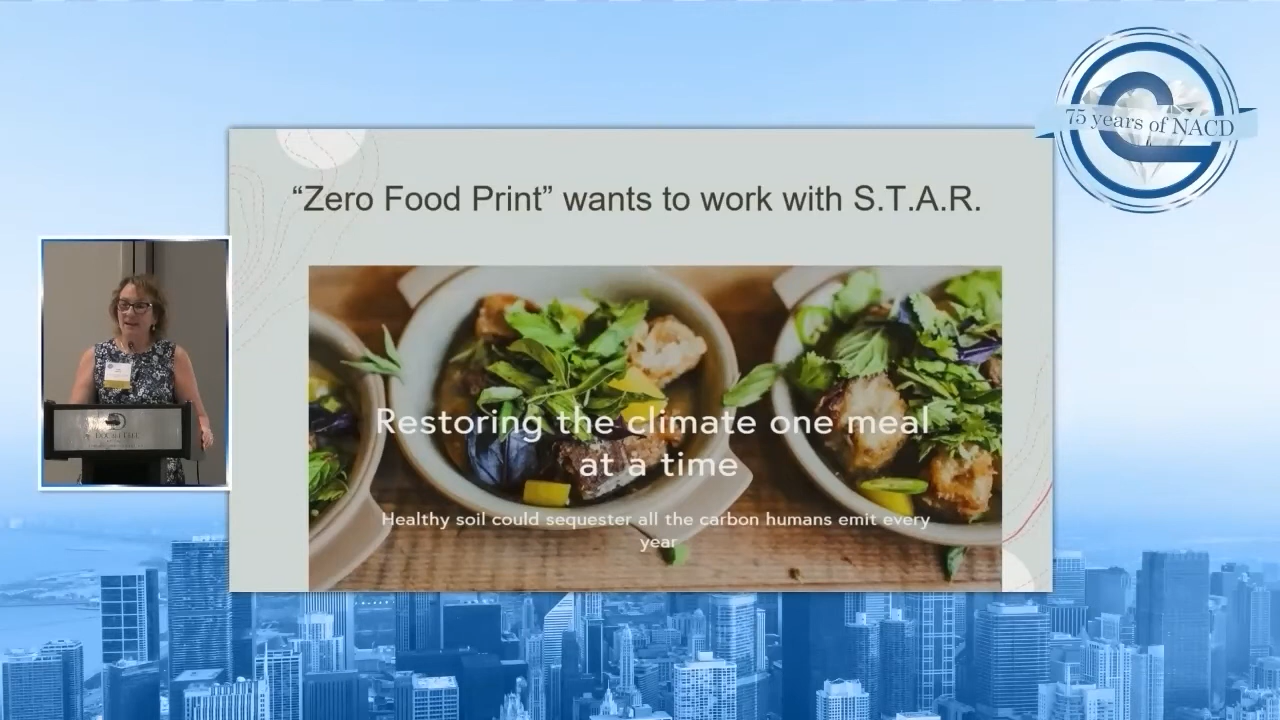 75 years of NACD
“Zero Food Print” wants to work with S.T.A.R.
Restoring the climate one meal
at a time
Healthy soil could sequester all the carbon humans emit every
year